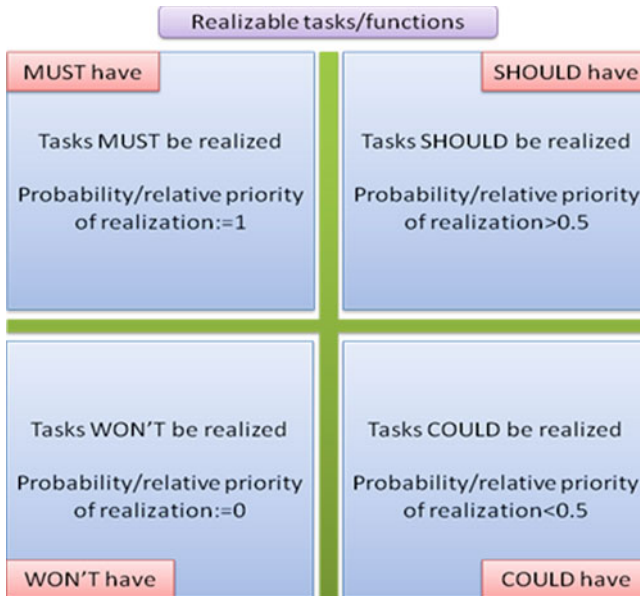 Realizable tasks/functions
MUST have
SHOULD have
Tasks MUST be realized
Probability/relative priority
of realization:=1
Tasks SHOULD be realized
Probability/relative priority
of realization>0.5
Tasks WON'T be realized
Probability/relative priority
of realization:=0
Tasks COULD be realized
Probability/relative priority
of realization<0.5
WON'T have
COULD have